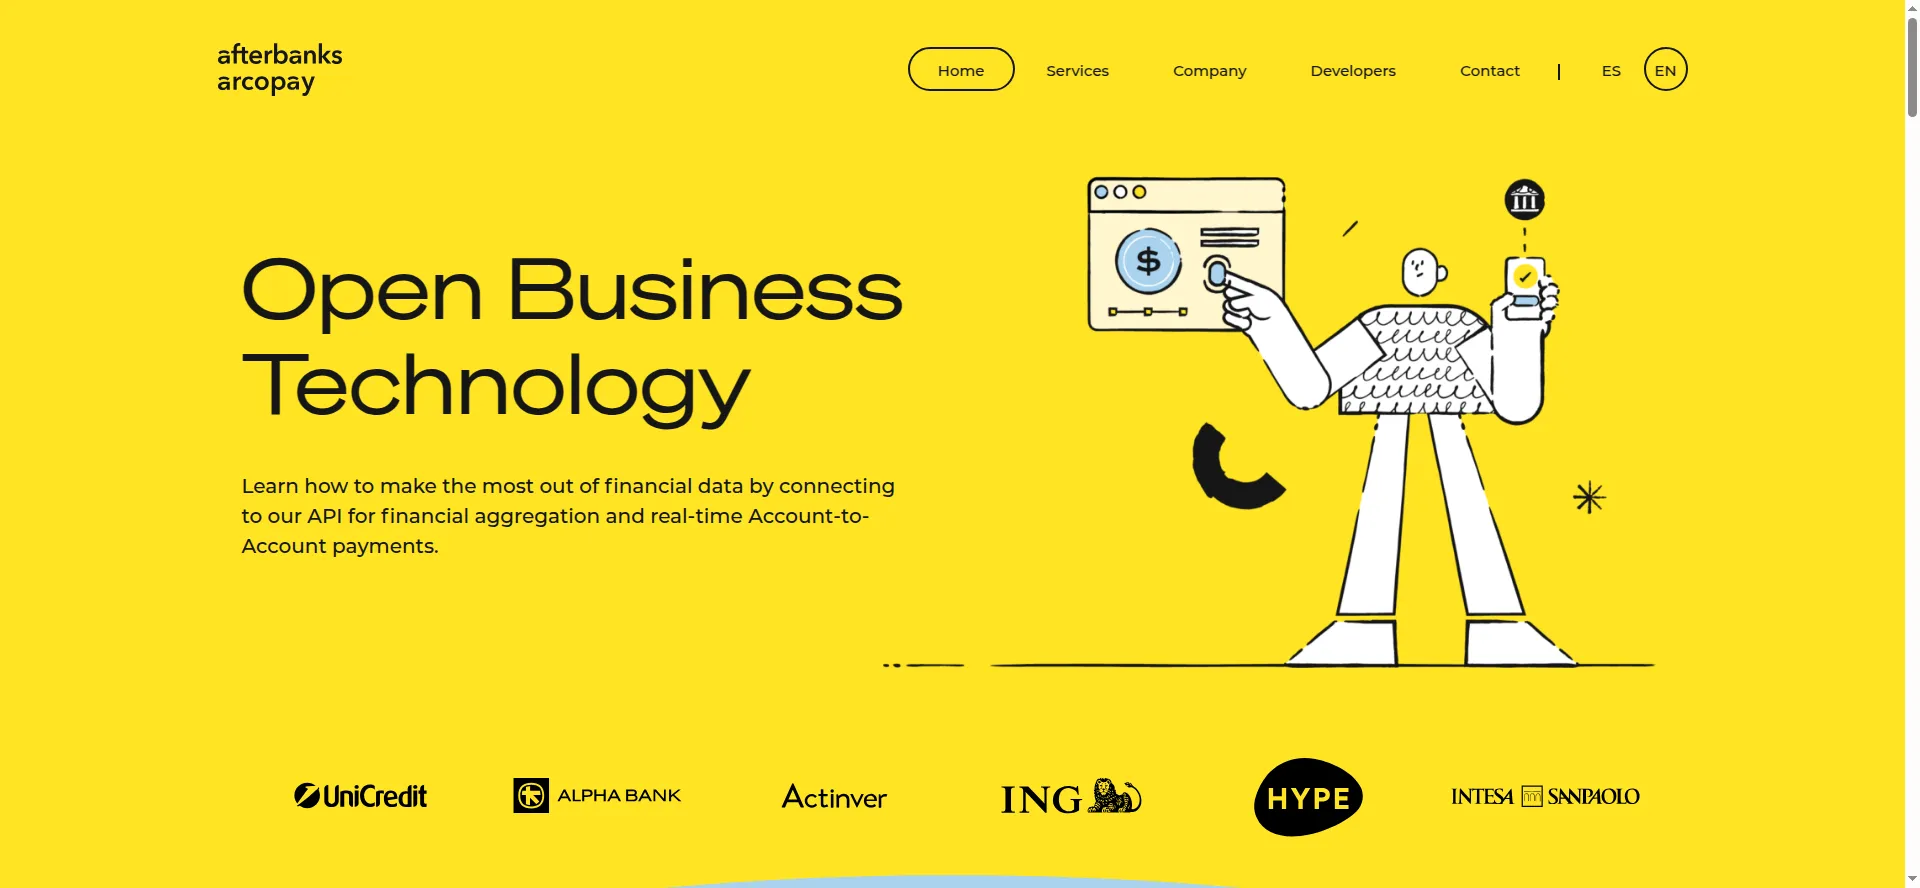 afterbanks
arcopay
Home
Services
Company
Developers
Contact
ES
EN
Open Business
Technology
Learn how to make the most out of financial data by connecting
to our API for financial aggregation and real-time Account-to-
Account payments.
$
UniCredit
ALPHA BANK
Actinver
ING
HYPE
INTESA SANPAOLO